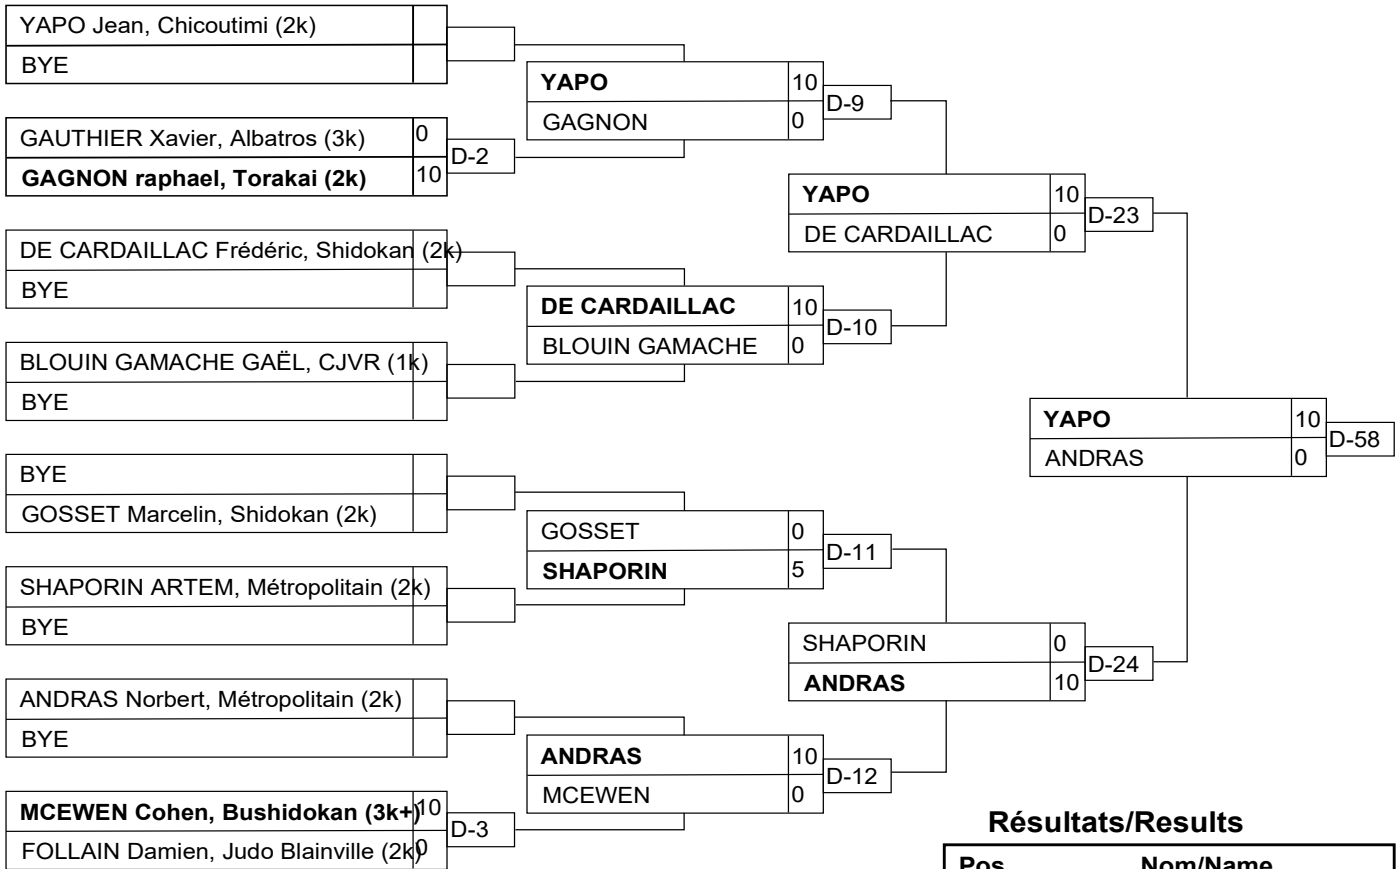 YAPO Jean, Chicoutimi (2k)
BYE
GAUTHIER Xavier, Albatros (3k) 0
GAGNON raphael, Torakai (2k) 10
D-2
DE CARDAILLAC Frédéric, Shidokan (2k)
BYE
BLOUIN GAMACHE GAËL, CJVR (1k)
BYE
BYE
GOSSET Marcelin, Shidokan (2k)
SHAPORIN ARTEM, Métropolitain (2k)
BYE
ANDRAS Norbert, Métropolitain (2k)
BYE
MCEWEN Cohen, Bushidokan (3k+) 10
FOLLAIN Damien, Judo Blainville (2k) 0
D-3
YAPO 10
GAGNON 0
D-9
DE CARDAILLAC 10
BLOUIN GAMACHE 0
D-10
GOSSET 0
SHAPORIN 5
D-11
ANDRAS 10
MCEWEN 0
D-12
YAPO 10
DE CARDAILLAC 0
D-23
SHAPORIN 0
ANDRAS 10
D-24
YAPO 10
ANDRAS 0
D-58
Résultats/Results
Pos Nom/Name